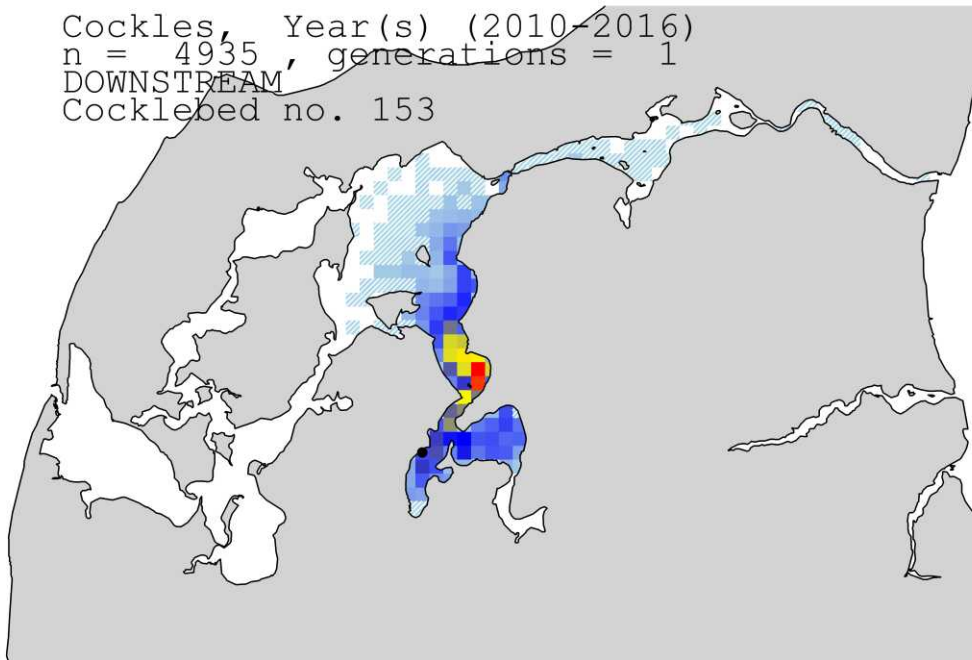 Cockles, Year(s) (2010-2016)
n = 4935 , generations = 1
DOWNSTREAM
Cocklebed no. 153